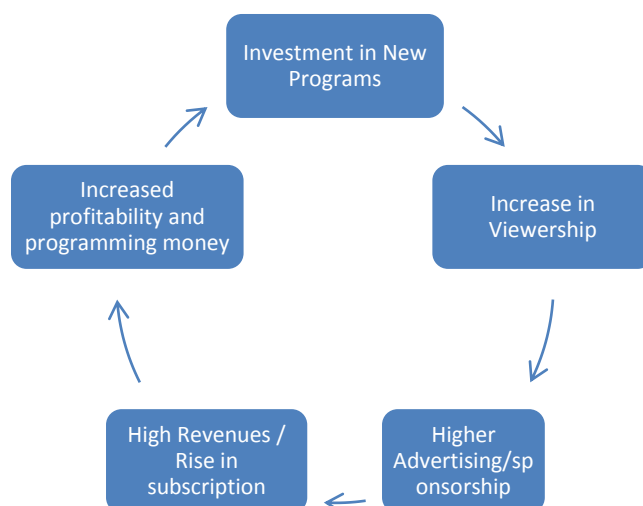 Investment in New
Programs
Increase in
Viewership
Higher
Advertising/sp
onsorship
High Revenues /
Rise in
subscription
Increased
profitability and
programming money